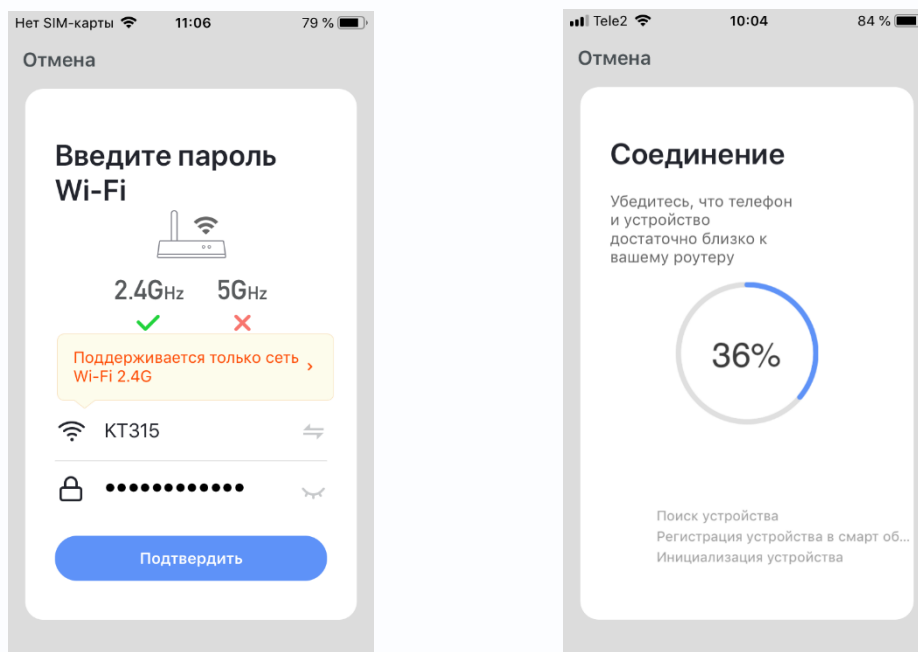 Нет SIM-карты 11:06 79 %
Отмена
Введите пароль
Wi-Fi
2.4GHz 5GHz
Поддерживается только сеть
Wi-Fi 2.4G
KT315
••••••••••••
Подтвердить
Tele2 10:04 84 %
Отмена
Соединение
Убедитесь, что телефон
и устройство
достаточно близко к
вашему роутеру
36%
Поиск устройства
Регистрация устройства в смарт об...
Инициализация устройства